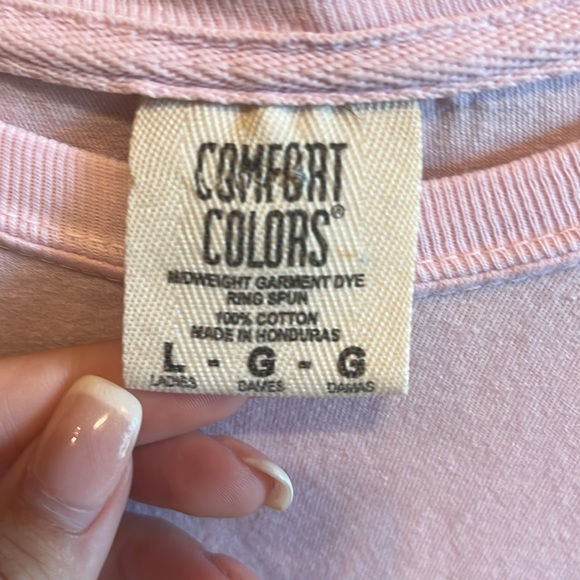 COMFORT
COLORS®
MIDWEIGHT GARMENT DYE
RING SPUN
100% COTTON
MADE IN HONDURAS
L - G - G
LADIES DAMES DAMAS